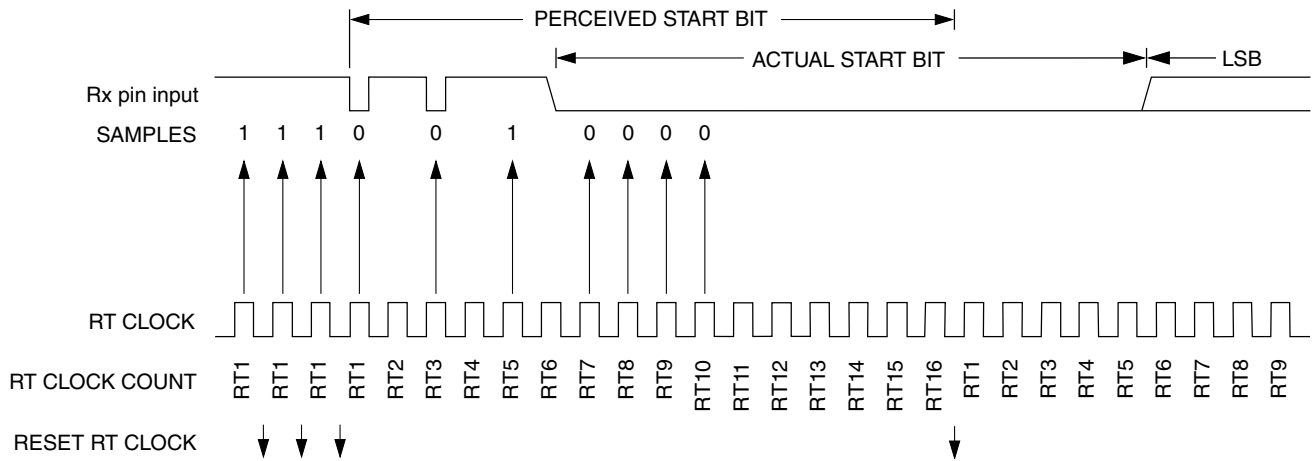 PERCEIVED START BIT
ACTUAL START BIT LSB
Rx pin input
SAMPLES 1 1 1 0 0 1 0 0 0 0
RT CLOCK
RT CLOCK COUNT RT1 RT1 RT1 RT1 RT2 RT3 RT4 RT5 RT6 RT7 RT8 RT9 RT10 RT11 RT12 RT13 RT14 RT15 RT16 RT1 RT2 RT3 RT4 RT5 RT6 RT7 RT8 RT9
RESET RT CLOCK